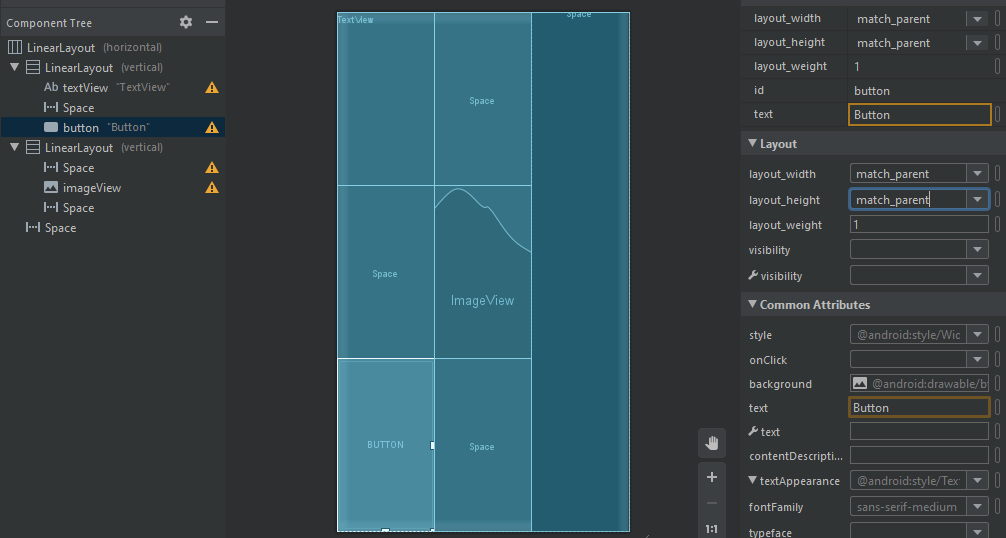 Component Tree
LinearLayout (horizontal)
LinearLayout (vertical)
Ab textView "TextView"
Space
button "Button"
LinearLayout (vertical)
Space
imageView
Space
Space
TextView
Space
Space
Space
ImageView
BUTTON
Space
1:1
layout_width match_parent
layout_height match_parent
layout_weight 1
id button
text Button
Layout
layout_width match_parent
layout_height match_parent
layout_weight 1
visibility
visibility
Common Attributes
style @android:style/Wic
onClick
background @android:drawable/b
text Button
text
contentDescripti...
textAppearance @android:style/Tex
fontFamily sans-serif-medium
typeface